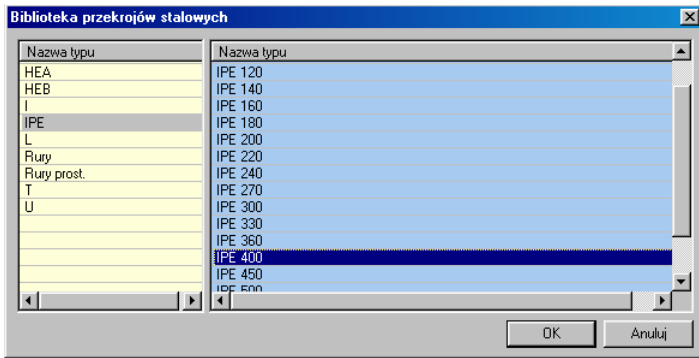 Biblioteka przekrojów stalowych
Nazwa typu
HEA
HEB
I
IPE
L
Rury
Rury prost.
T
U
Nazwa typu
IPE 120
IPE 140
IPE 160
IPE 180
IPE 200
IPE 220
IPE 240
IPE 270
IPE 300
IPE 330
IPE 360
IPE 400
IPE 450
IPE 500
OK
Anuluj